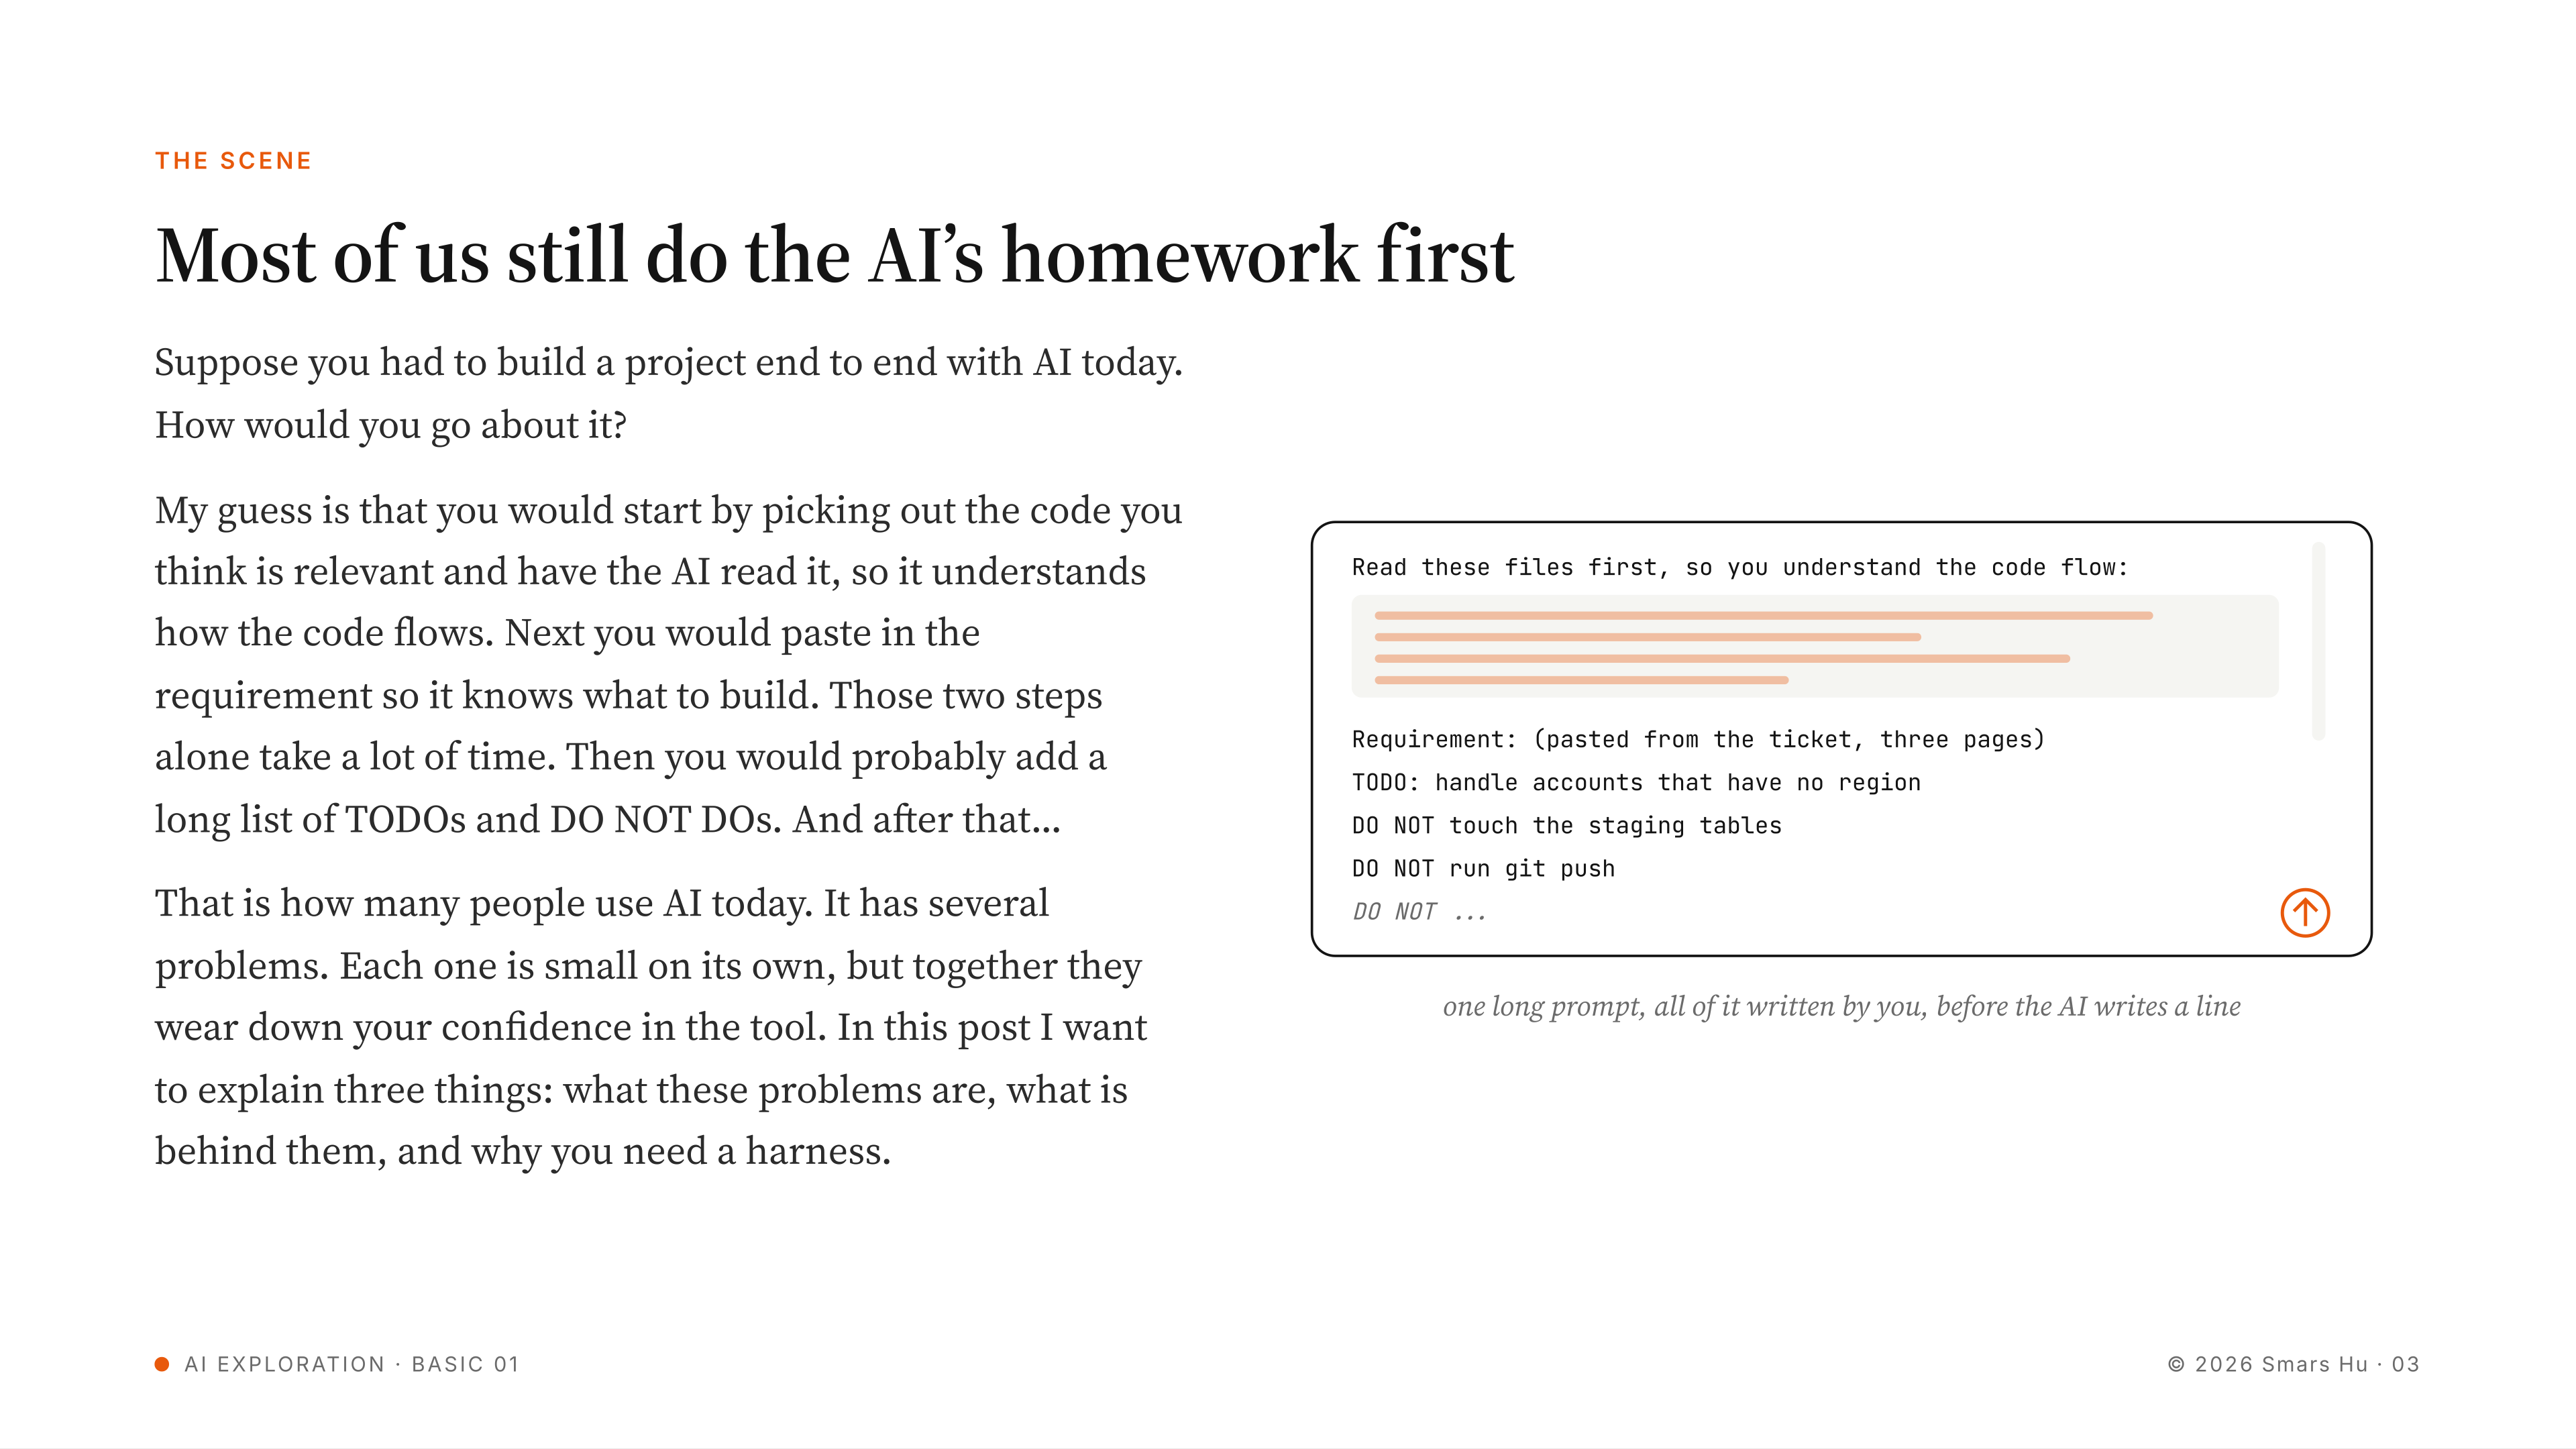 THE SCENE
Most of us still do the AI’s homework first
Suppose you had to build a project end to end with AI today.
How would you go about it?
My guess is that you would start by picking out the code you
think is relevant and have the AI read it, so it understands
how the code flows. Next you would paste in the
requirement so it knows what to build. Those two steps
alone take a lot of time. Then you would probably add a
long list of TODOs and DO NOT DOs. And after that...
That is how many people use AI today. It has several
problems. Each one is small on its own, but together they
wear down your confidence in the tool. In this post I want
to explain three things: what these problems are, what is
behind them, and why you need a harness.
Read these files first, so you understand the code flow:
Requirement: (pasted from the ticket, three pages)
TODO: handle accounts that have no region
DO NOT touch the staging tables
DO NOT run git push
DO NOT ...
one long prompt, all of it written by you, before the AI writes a line
AI EXPLORATION · BASIC 01
© 2026 Smars Hu · 03